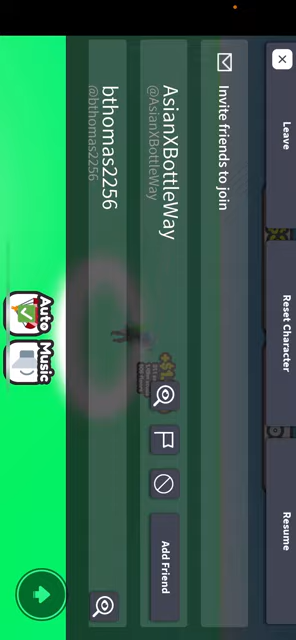 Leave
Reset Character
Resume
Invite friends to join
AsianXBottleWay
@AsianXBottleWay
Add Friend
bthomas2256
@bthomas2256
Auto
Music